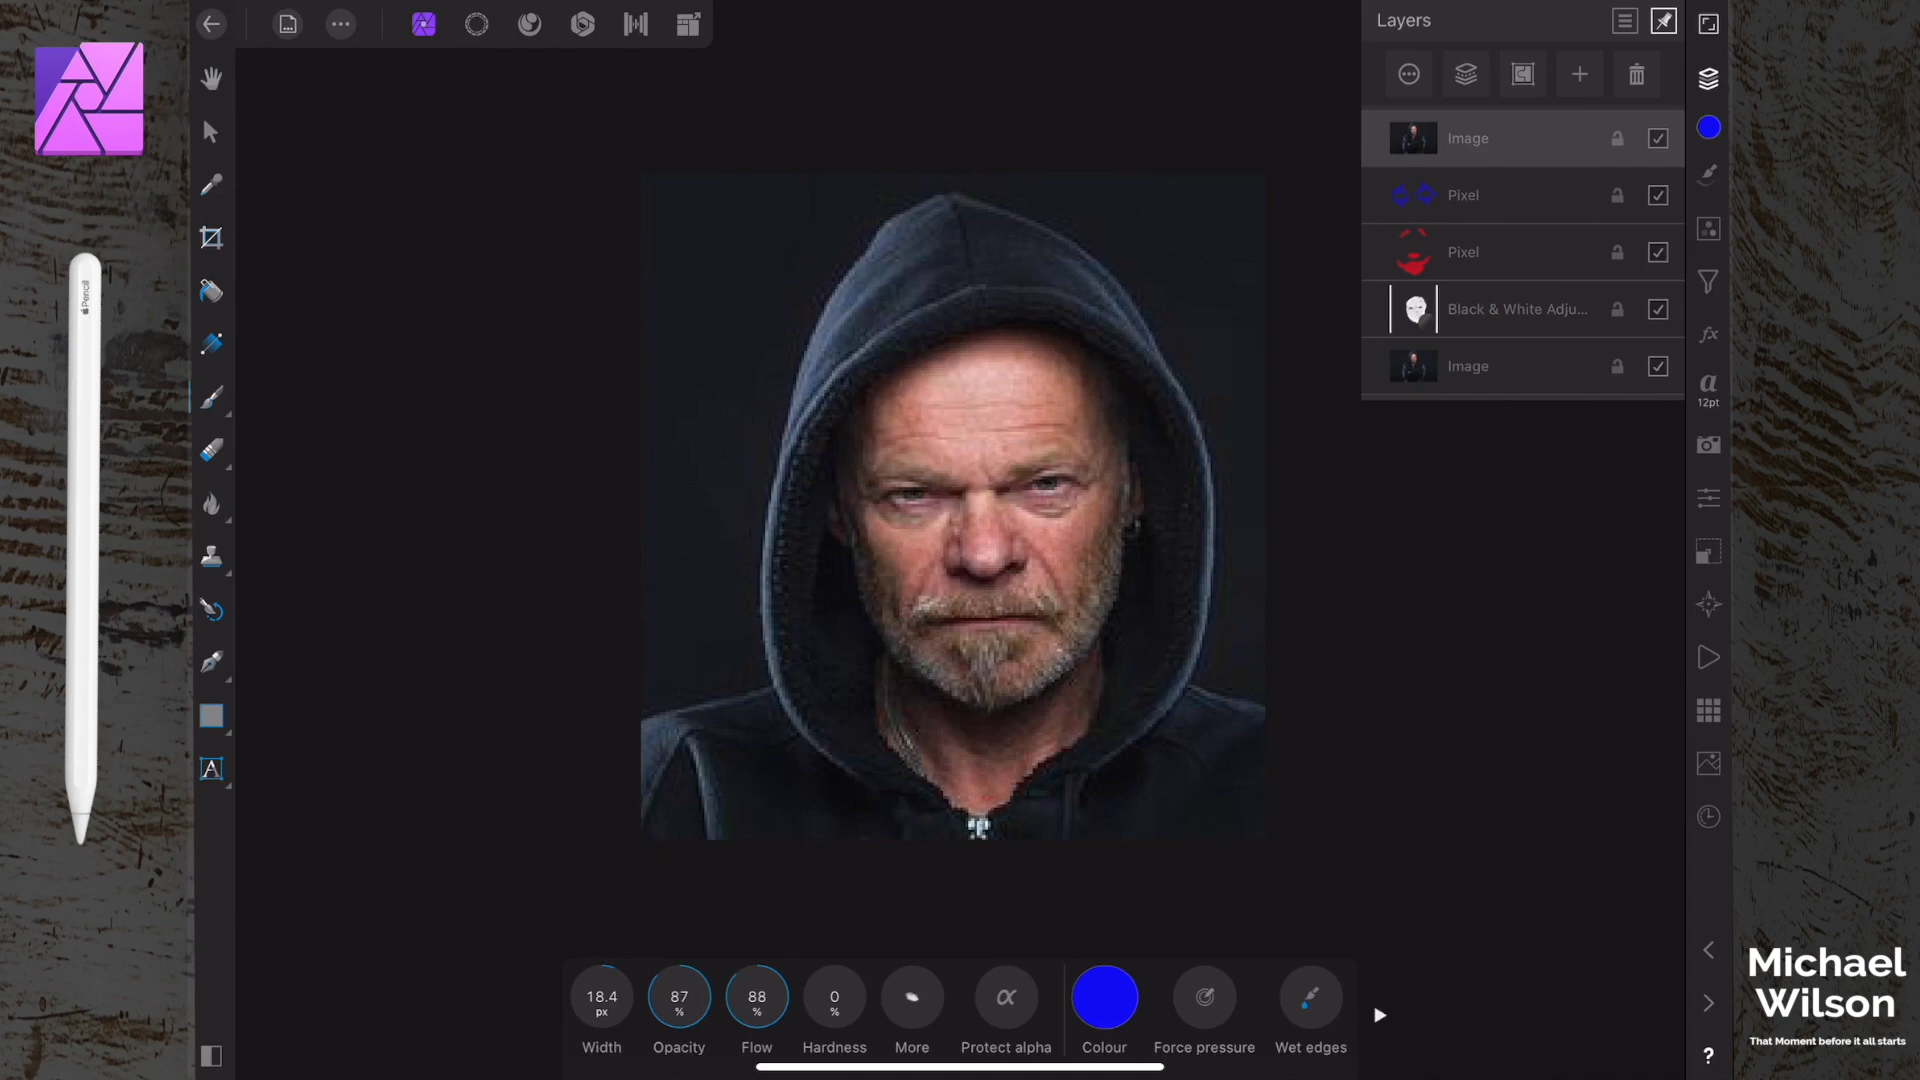 Layers
Image
Pixel
Pixel
Black & White Adju...
Image
a
12pt
A
Pencil
18.4
px
87
%
88
%
0
%
α
Width
Opacity
Flow
Hardness
More
Protect alpha
Colour
Force pressure
Wet edges
?
Michael
Wilson
That Moment before it all starts